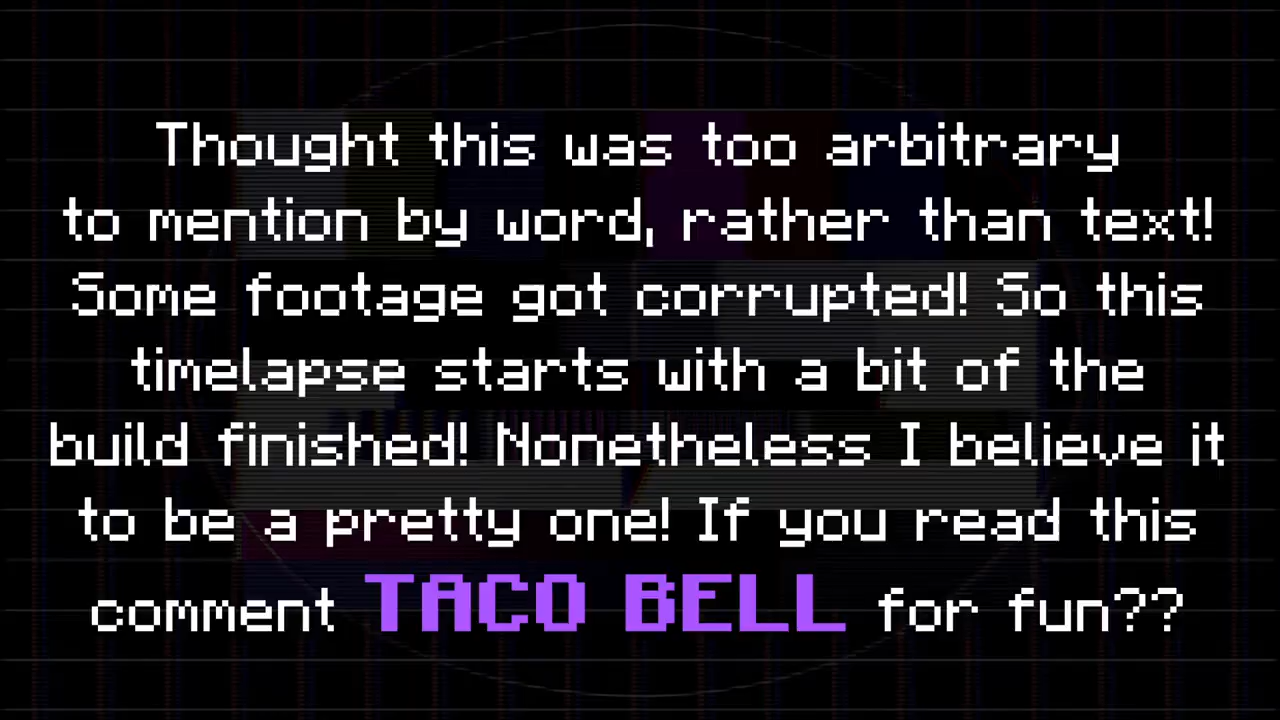 Thought this was too arbitrary
to mention by word, rather than text!
Some footage got corrupted! So this
timelapse starts with a bit of the
build finished! Nonetheless I believe it
to be a pretty one! If you read this
comment TACO BELL for fun??